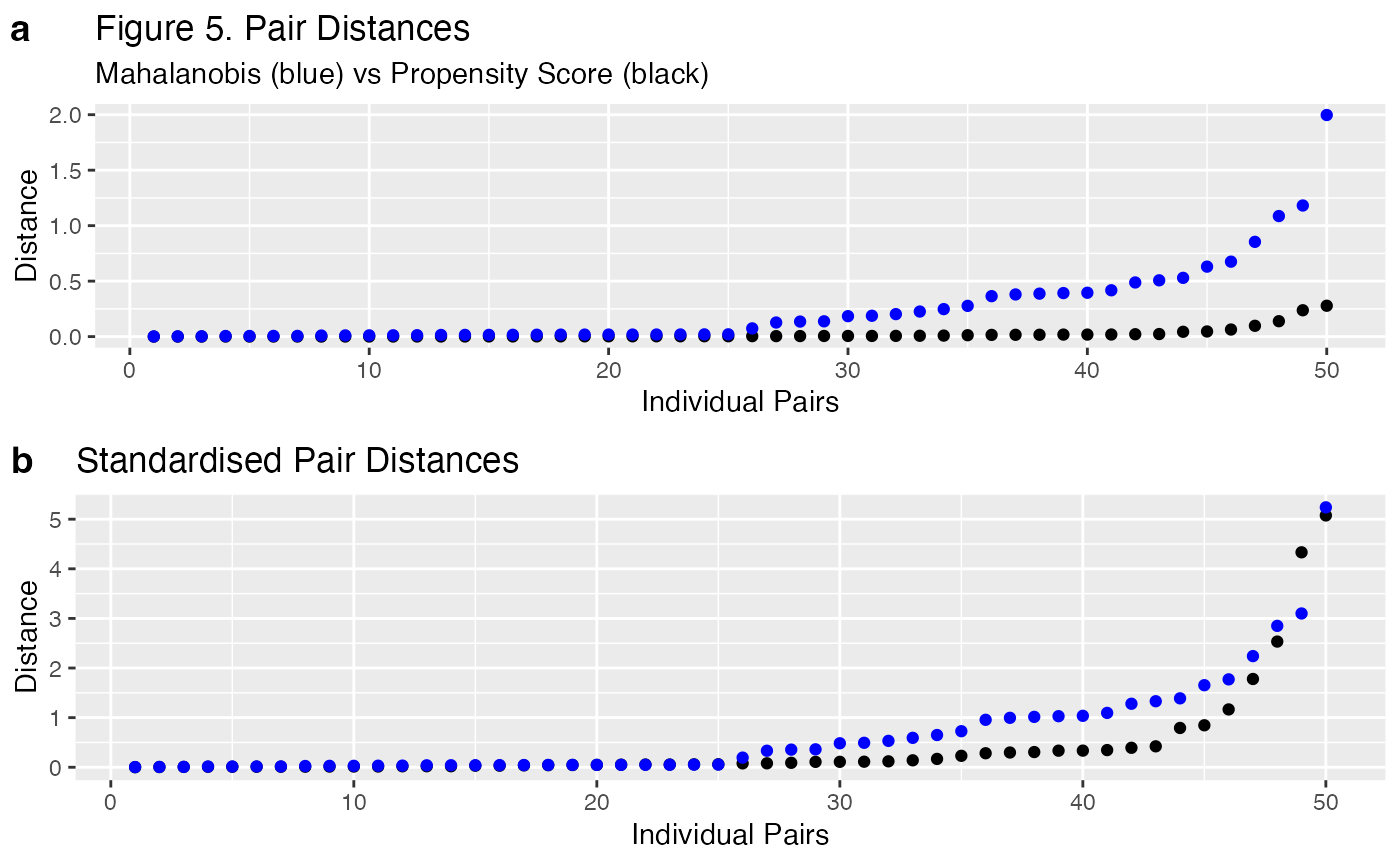 a Figure 5. Pair Distances
Mahalanobis (blue) vs Propensity Score (black)
2.0
1.5
1.0
0.5
0.0
Distance
0 10 20 30 40 50
Individual Pairs
b Standardised Pair Distances
5
4
3
2
1
0
Distance
0 10 20 30 40 50
Individual Pairs